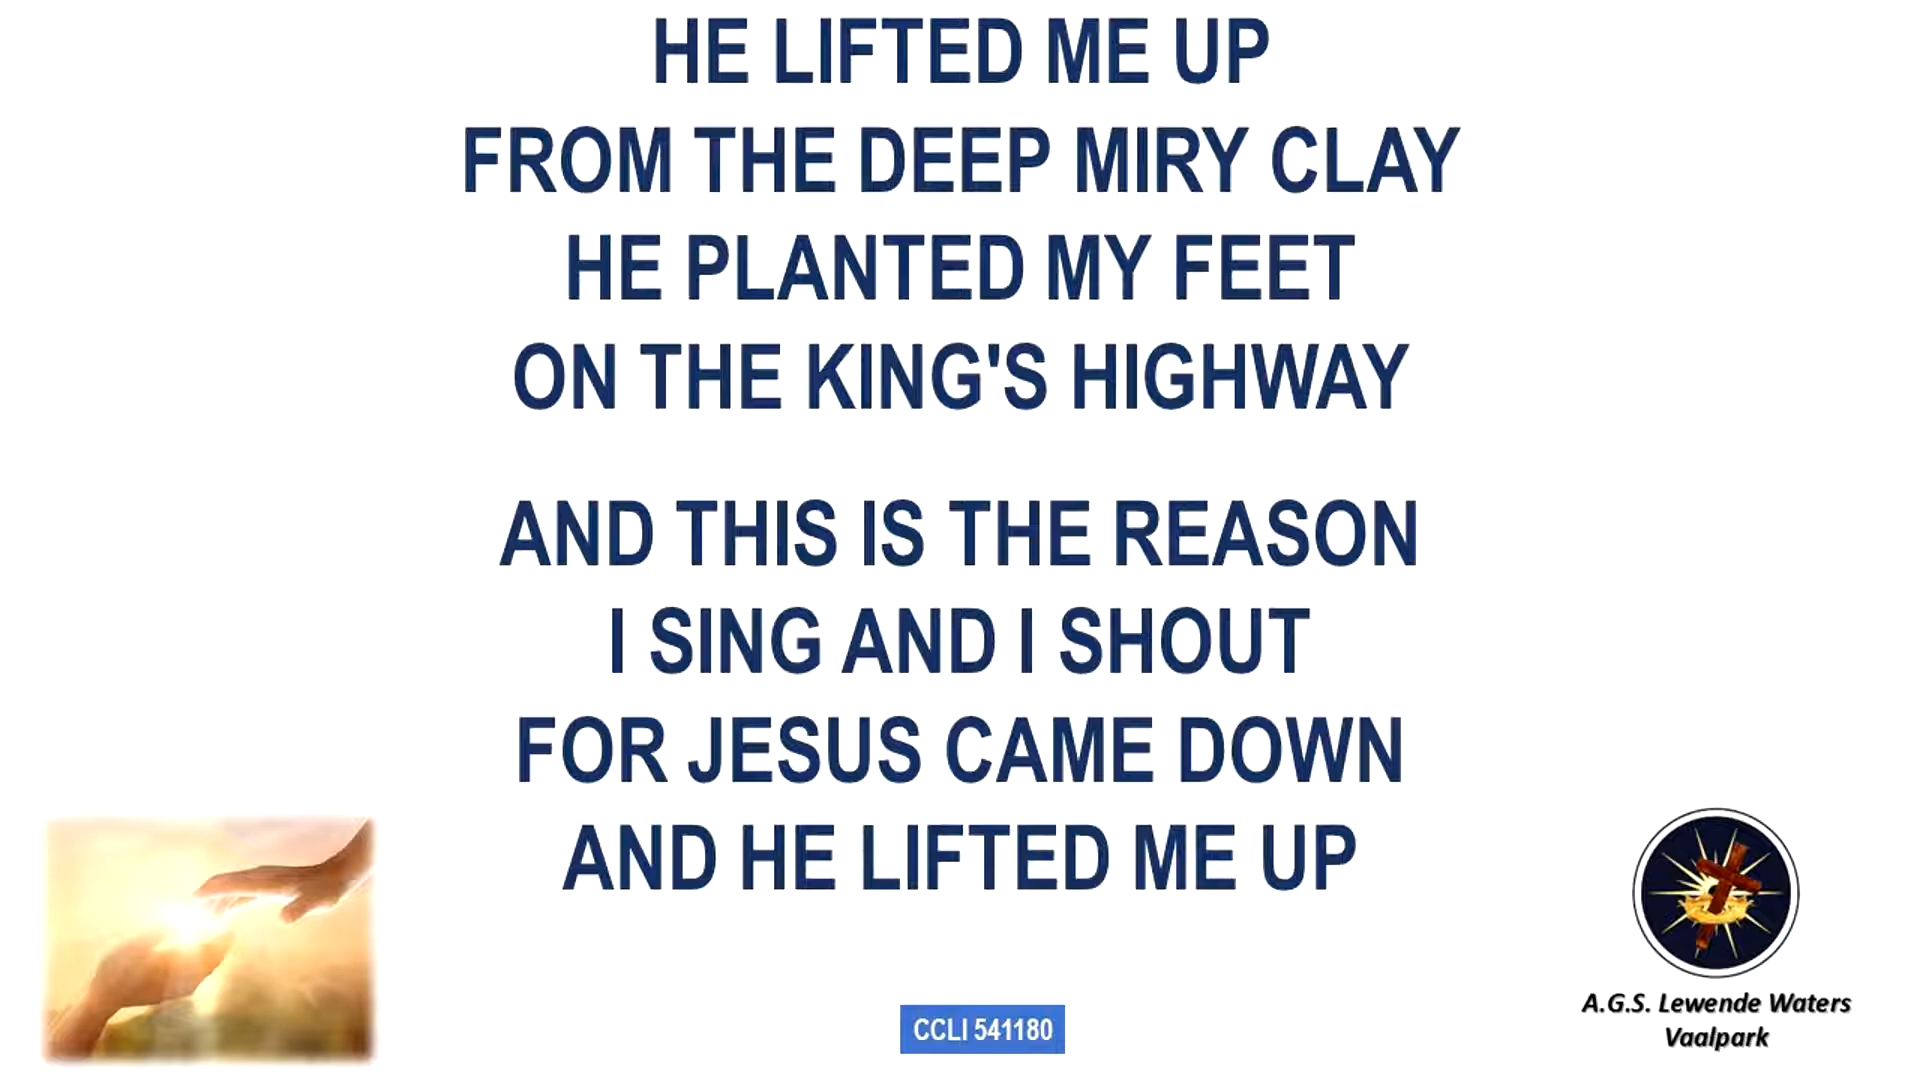 HE LIFTED ME UP
FROM THE DEEP MIRY CLAY
HE PLANTED MY FEET
ON THE KING'S HIGHWAY
AND THIS IS THE REASON
I SING AND I SHOUT
FOR JESUS CAME DOWN
AND HE LIFTED ME UP
CCLI 541180
A.G.S. Lewende Waters
Vaalpark